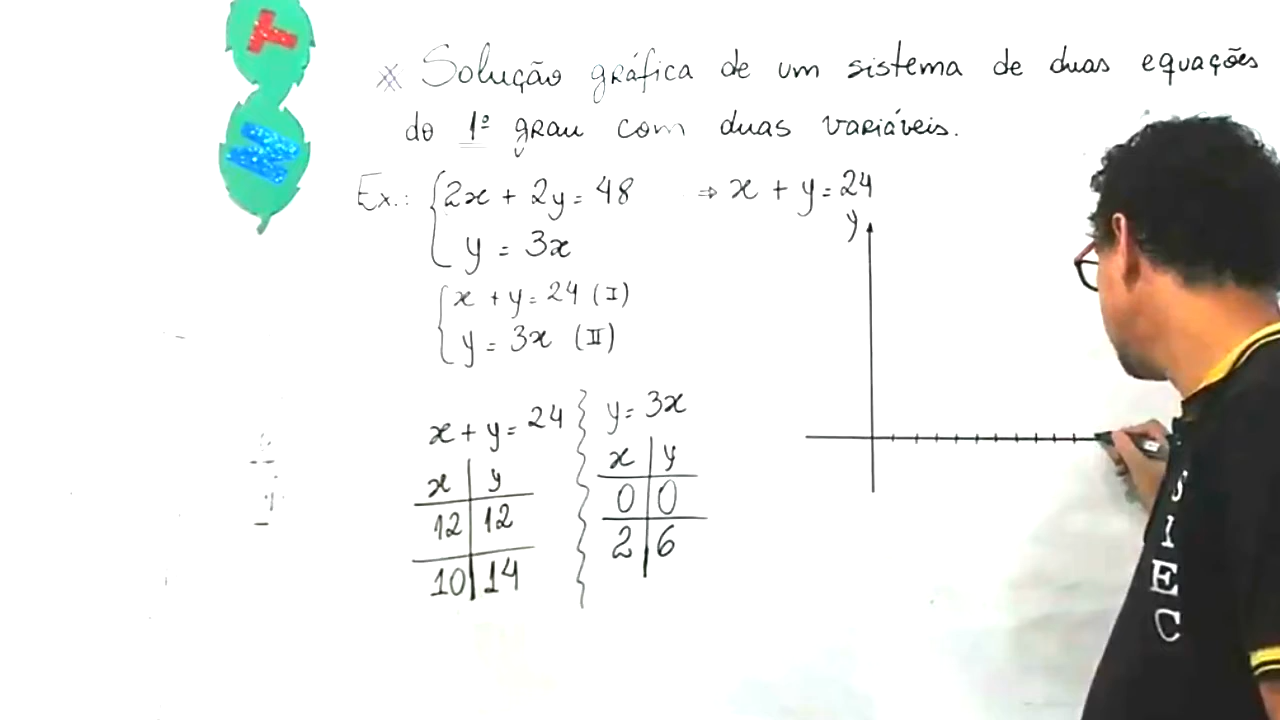 T
M
* Solução gráfica de um sistema de duas equações
do 1º grau com duas variáveis.
Ex.: { 2x + 2y = 48 ⇒ x + y = 24
y = 3x
{ x + y = 24 (I)
y = 3x (II)
x + y = 24
x | y
12 | 12
10 | 14
y = 3x
x | y
0 | 0
2 | 6
y
SIEC